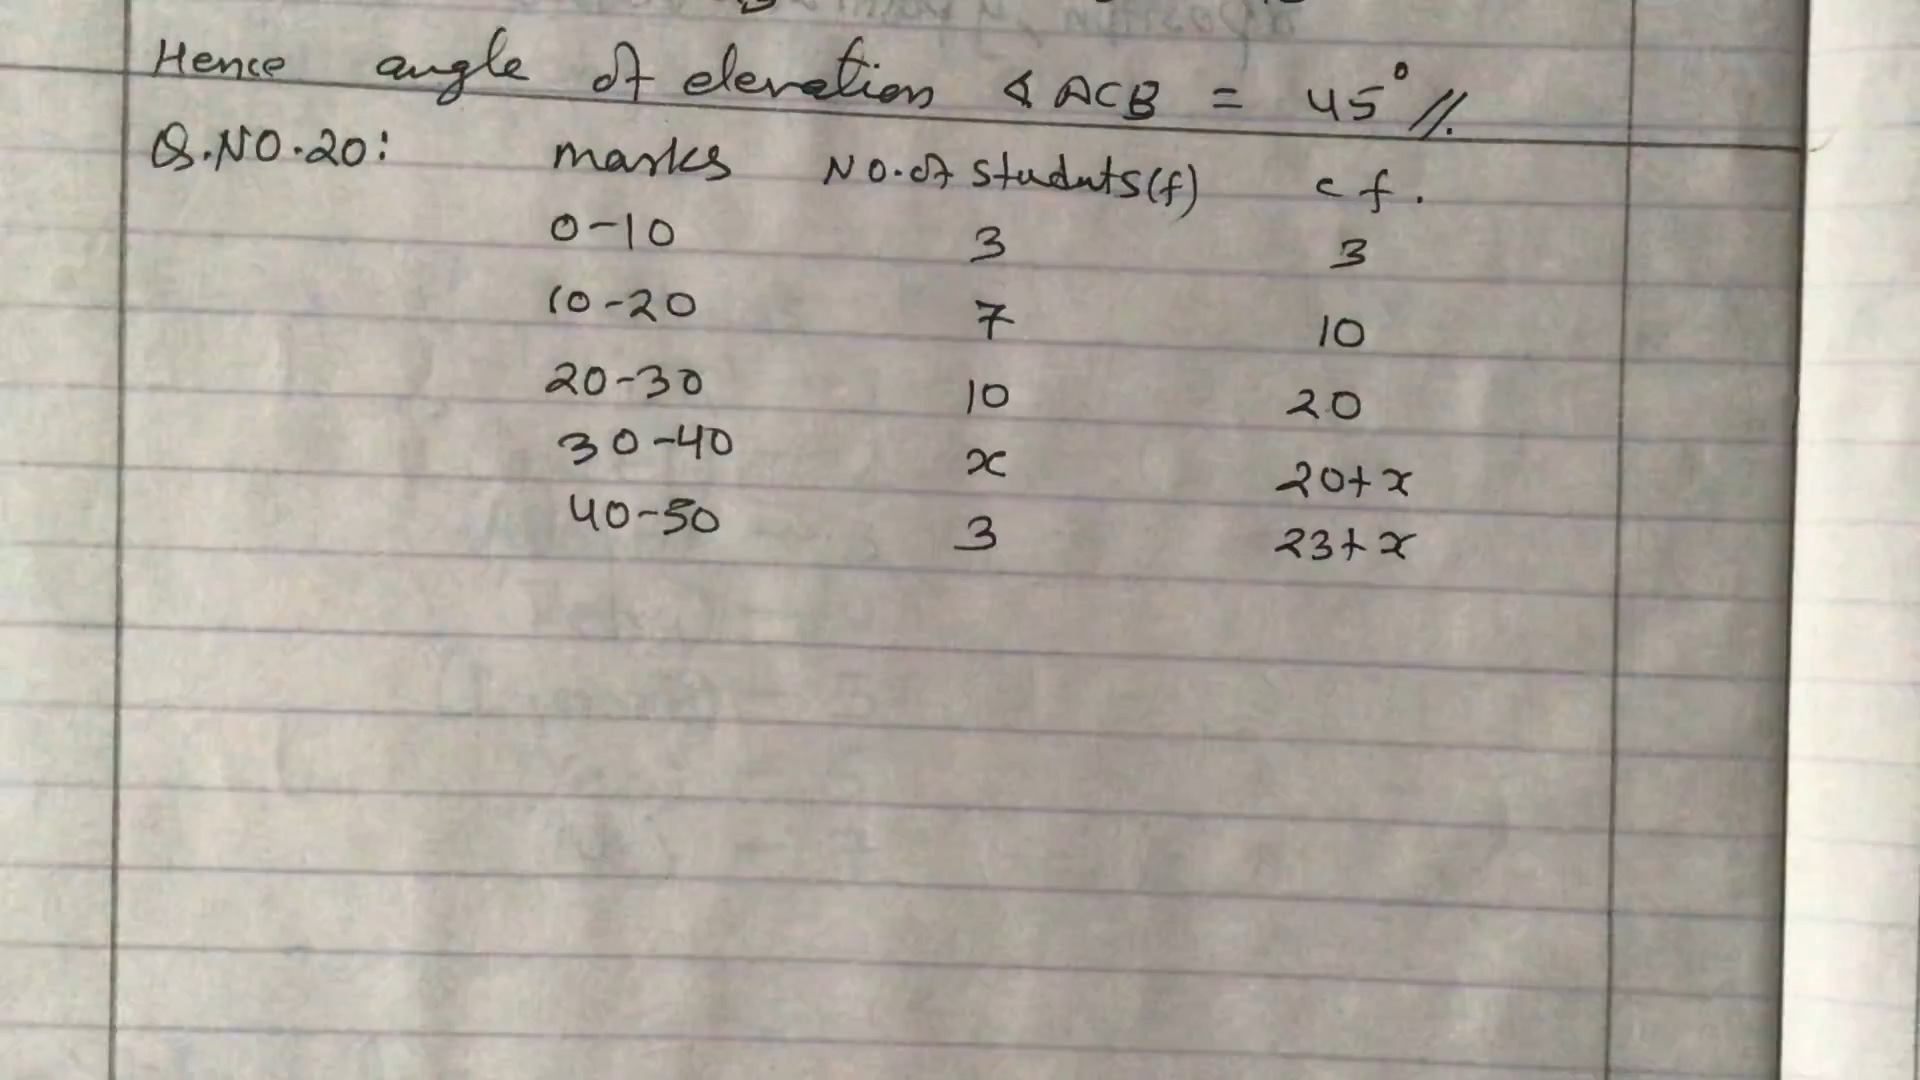 Hence angle of elevation ∡ ACB = 45° //.
Q.NO.20: marks NO.of students(f) cf.
0-10 3 3
10-20 7 10
20-30 10 20
30-40 x 20+x
40-50 3 23+x